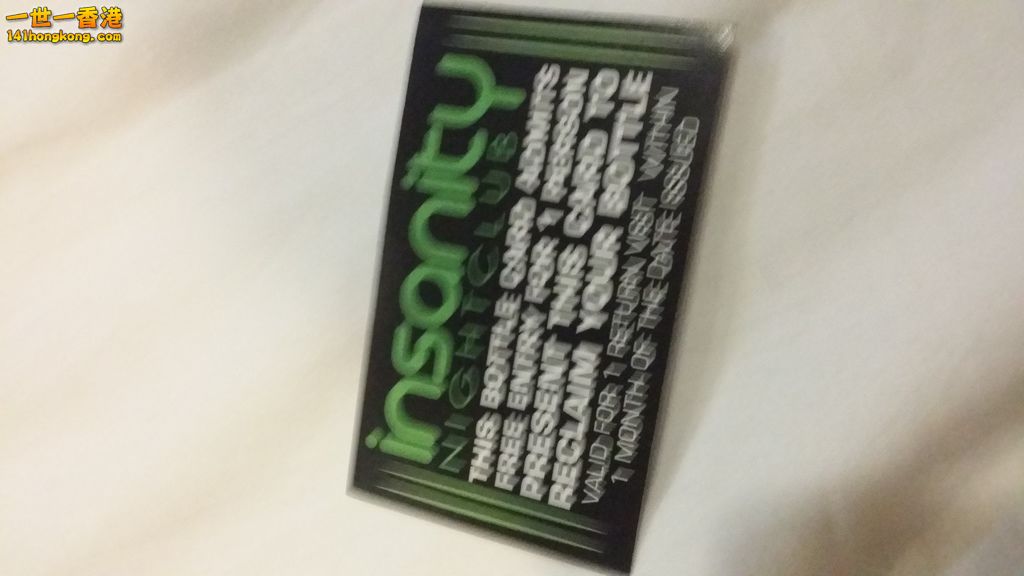 一世一香港
141hongkong.com
insanity
NIGHTCLUB
THIS BOTTLE CARD ADMITS
FREE ENTRY FOR 1 PERSON
PRESENT THIS CARD TO
RECLAIM YOUR BOTTLE
VALID FOR 1 RETURN VISIT WITHIN
1 MONTH OF THE DATE ISSUED